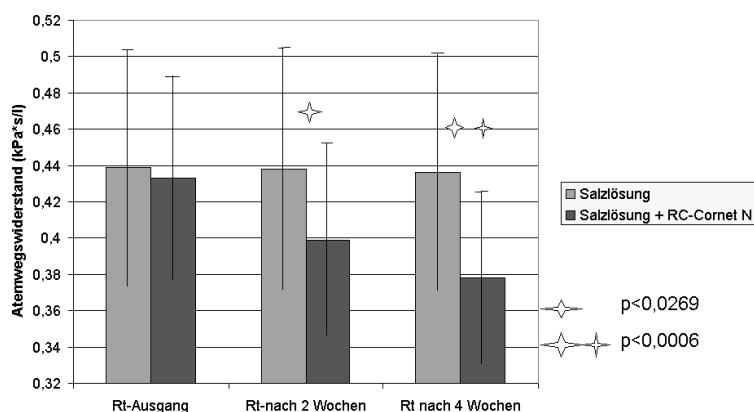 0,52
0,5
0,48
0,46
0,44
0,42
0,4
0,38
0,36
0,34
0,32
Atemwegswiderstand (kPa*s/l)
Rt-Ausgang
Rt-nach 2 Wochen
Rt nach 4 Wochen
Salzlösung
Salzlösung + RC-Cornet N
p<0,0269
p<0,0006